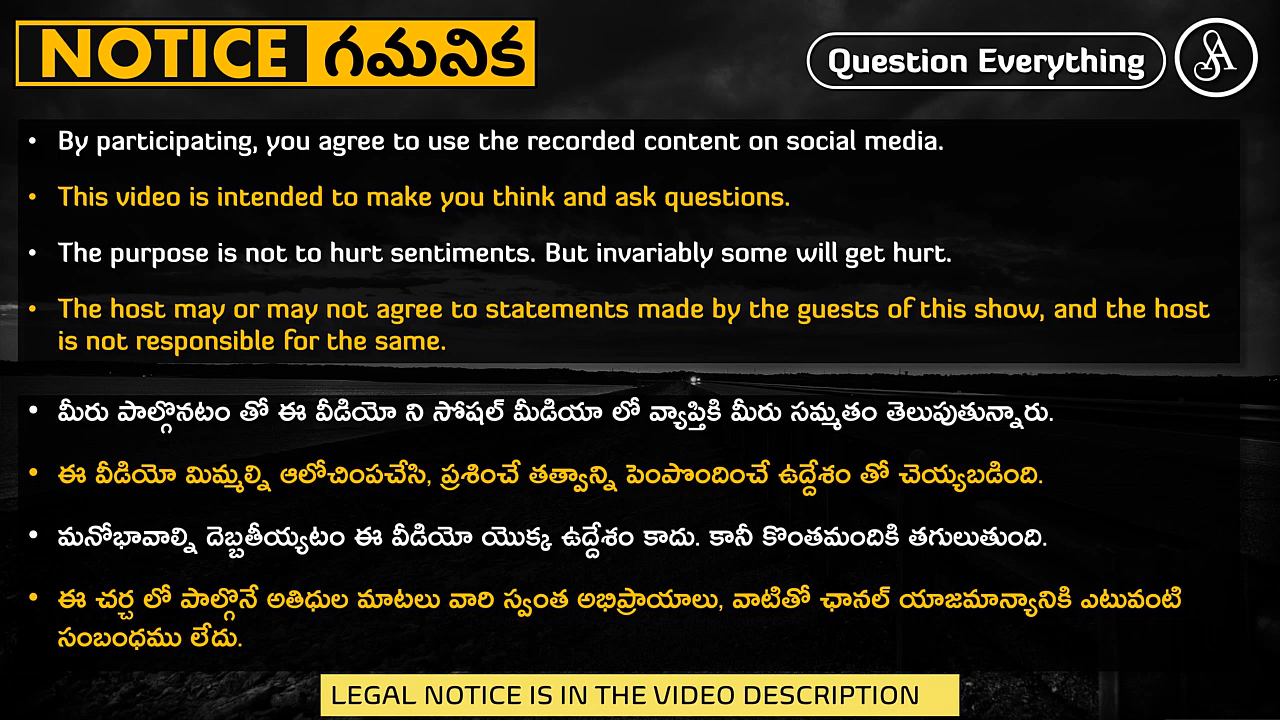 NOTICE గమనిక
Question Everything
• By participating, you agree to use the recorded content on social media.
• This video is intended to make you think and ask questions.
• The purpose is not to hurt sentiments. But invariably some will get hurt.
• The host may or may not agree to statements made by the guests of this show, and the host
is not responsible for the same.
• మీరు పాల్గొనటం తో ఈ వీడియో ని సోషల్ మీడియా లో వ్యాప్తికి మీరు సమ్మతం తెలుపుతున్నారు.
• ఈ వీడియో మిమ్మల్ని ఆలోచింపచేసి, ప్రశించే తత్వాన్ని పెంపొందించే ఉద్దేశం తో చెయ్యబడింది.
• మనోభావాల్ని దెబ్బతీయ్యటం ఈ వీడియో యొక్క ఉద్దేశం కాదు. కానీ కొంతమందికి తగులుతుంది.
• ఈ చర్చ లో పాల్గొనే అతిధుల మాటలు వారి స్వంత అభిప్రాయాలు, వాటితో ఛానల్ యాజమాన్యానికి ఎటువంటి
సంబంధము లేదు.
LEGAL NOTICE IS IN THE VIDEO DESCRIPTION